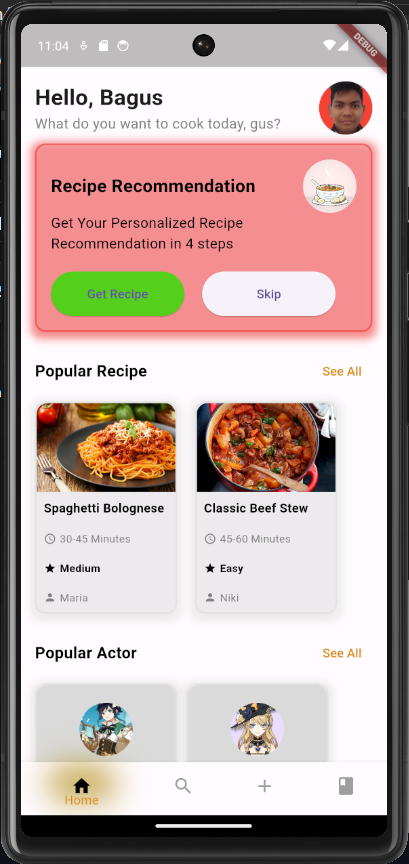 11:04
DEBUG
Hello, Bagus
What do you want to cook today, gus?
Recipe Recommendation
Get Your Personalized Recipe
Recommendation in 4 steps
Get Recipe
Skip
Popular Recipe
See All
Spaghetti Bolognese
30-45 Minutes
Medium
Maria
Classic Beef Stew
45-60 Minutes
Easy
Niki
Popular Actor
See All
Home